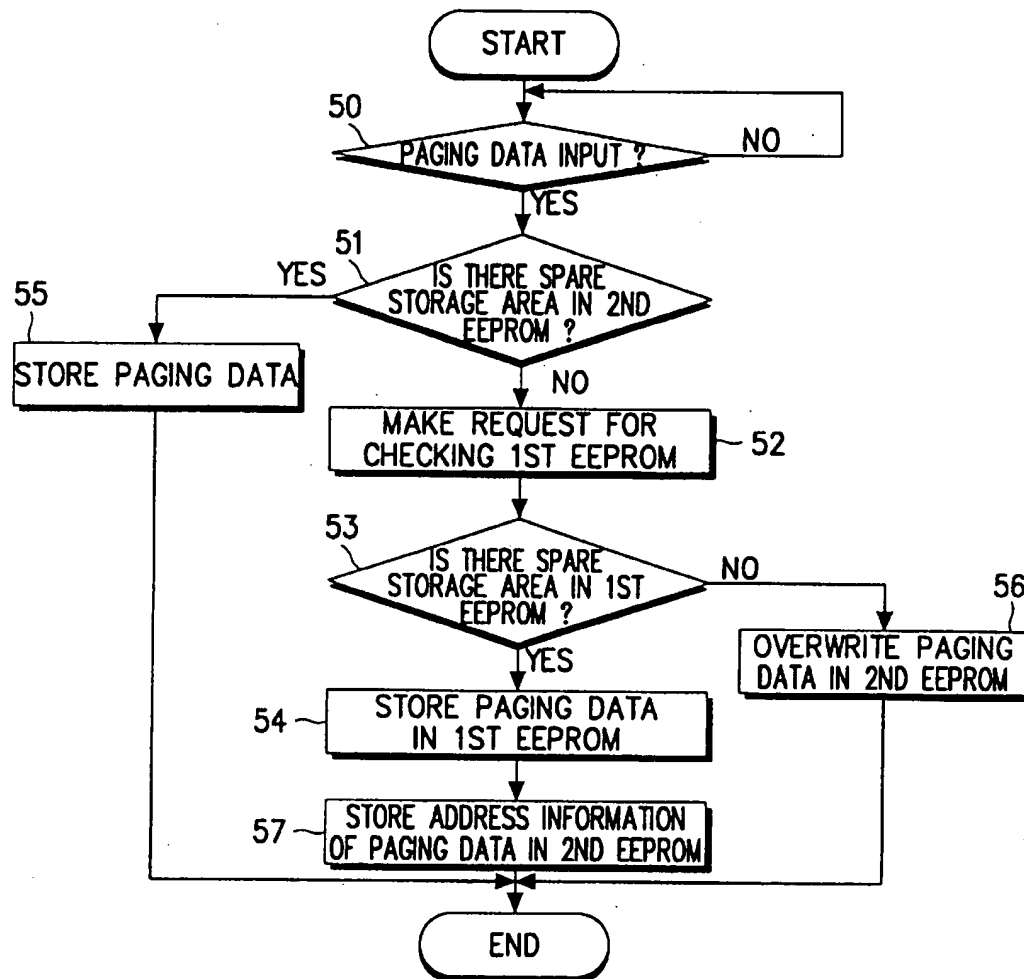 START
50
PAGING DATA INPUT ?
NO
YES
51
YES
IS THERE SPARE
STORAGE AREA IN 2ND
EEPROM ?
55
STORE PAGING DATA
NO
MAKE REQUEST FOR
CHECKING 1ST EEPROM
52
53
IS THERE SPARE
STORAGE AREA IN 1ST
EEPROM ?
NO
56
OVERWRITE PAGING
DATA IN 2ND EEPROM
YES
54
STORE PAGING DATA
IN 1ST EEPROM
57
STORE ADDRESS INFORMATION
OF PAGING DATA IN 2ND EEPROM
END